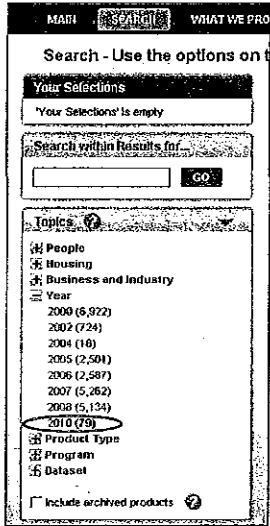 MAIN SEARCH WHAT WE PRO
Search - Use the options on t
Your Selections
'Your Selections' is empty
Search within Results for...
GO
Topics
People
Housing
Business and Industry
Year
2000 (6,922)
2002 (724)
2004 (18)
2005 (2,501)
2006 (2,587)
2007 (5,262)
2008 (5,134)
2010 (79)
Product Type
Program
Dataset
Include archived products